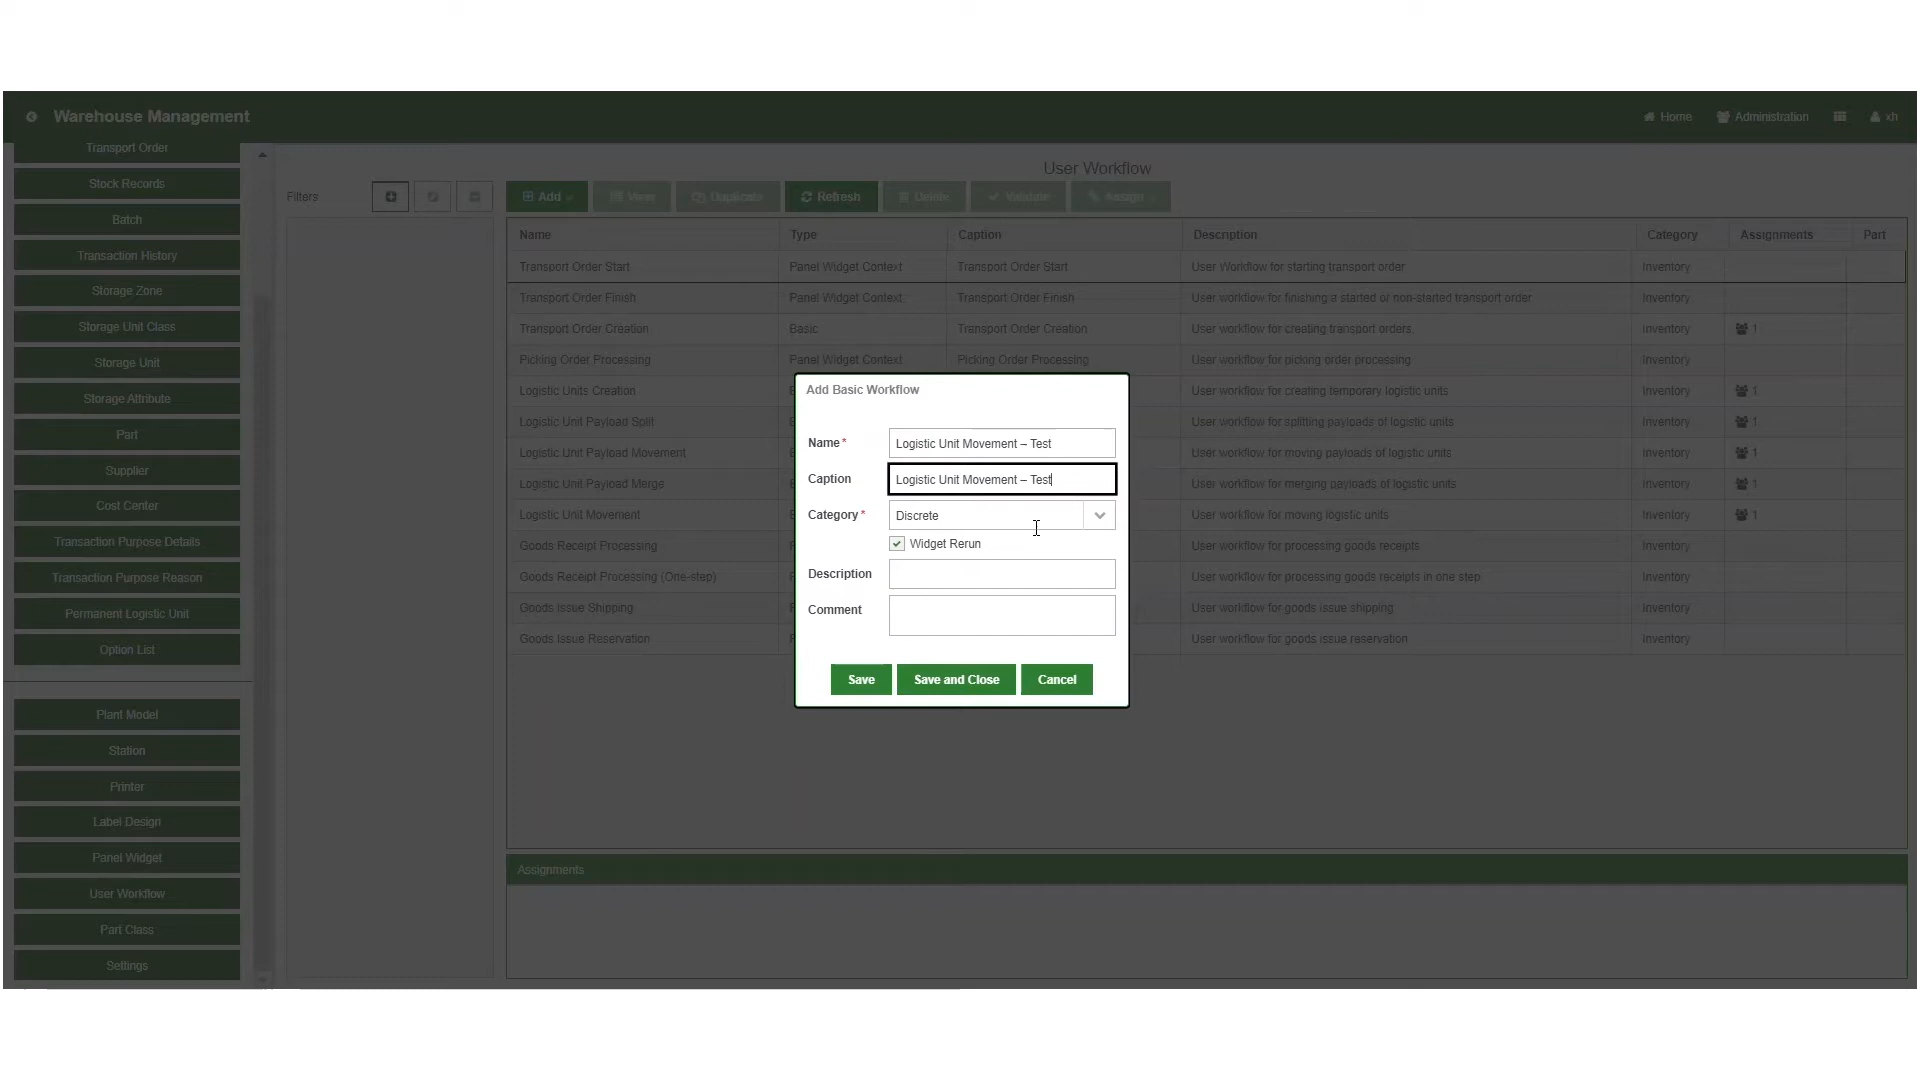 Warehouse Management
Home
Administration
xh
Transport Order
Stock Records
Batch
Transaction History
Storage Zone
Storage Unit Class
Storage Unit
Storage Attribute
Part
Supplier
Cost Center
Transaction Purpose Details
Transaction Purpose Reason
Permanent Logistic Unit
Option List
Plant Model
Station
Printer
Label Design
Panel Widget
User Workflow
Part Class
Settings
Filters
User Workflow
Add View Duplicate Refresh Delete Validate Assign
Name Type Caption Description Category Assignments Part
Transport Order Start Panel Widget Context Transport Order Start User Workflow for starting transport order Inventory
Transport Order Finish Panel Widget Context Transport Order Finish User workflow for finishing a started or non-started transport order Inventory
Transport Order Creation Basic Transport Order Creation User workflow for creating transport orders. Inventory 1
Picking Order Processing Panel Widget Context Picking Order Processing User workflow for picking order processing Inventory
Logistic Units Creation User workflow for creating temporary logistic units Inventory 1
Logistic Unit Payload Split User workflow for splitting payloads of logistic units Inventory 1
Logistic Unit Payload Movement User workflow for moving payloads of logistic units Inventory 1
Logistic Unit Payload Merge User workflow for merging payloads of logistic units Inventory 1
Logistic Unit Movement User workflow for moving logistic units Inventory 1
Goods Receipt Processing User workflow for processing goods receipts Inventory
Goods Receipt Processing (One-step) User workflow for processing goods receipts in one step Inventory
Goods Issue Shipping User workflow for goods issue shipping Inventory
Goods Issue Reservation User workflow for goods issue reservation Inventory
Assignments
Add Basic Workflow
Name* Logistic Unit Movement – Test
Caption Logistic Unit Movement – Test
Category* Discrete
Widget Rerun
Description
Comment
Save Save and Close Cancel